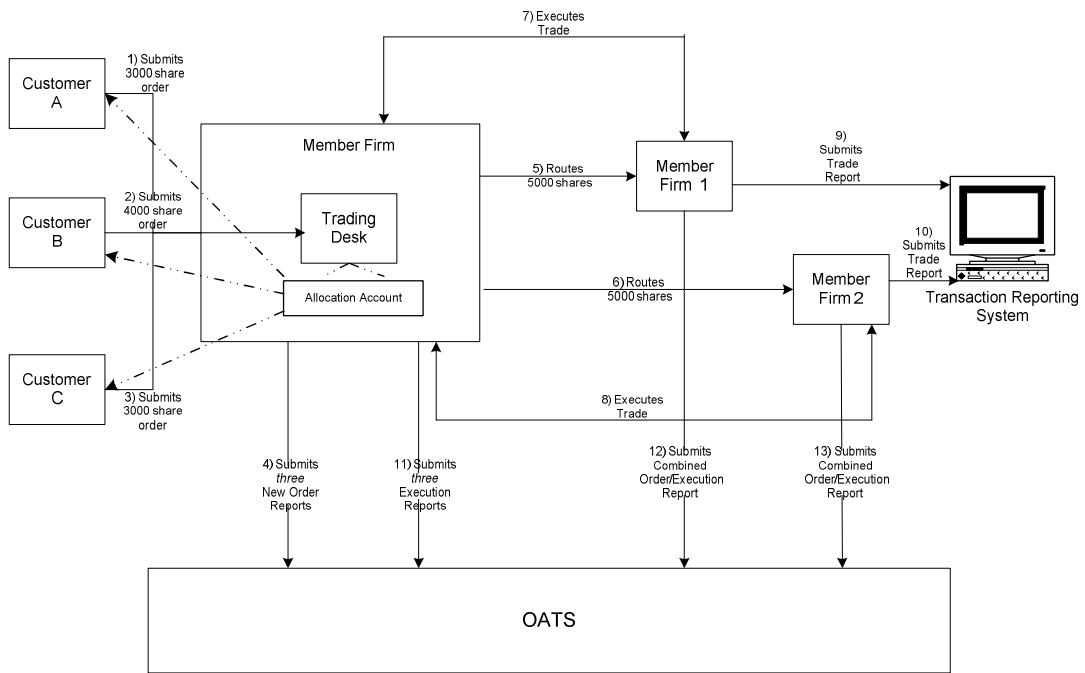 7) Executes
Trade
Customer
A
1) Submits
3000 share
order
Member Firm
Customer
B
2) Submits
4000 share
order
Trading
Desk
Allocation Account
Customer
C
3) Submits
3000 share
order
5) Routes
5000 shares
Member
Firm 1
9)
Submits
Trade
Report
6) Routes
5000 shares
Member
Firm 2
10)
Submits
Trade
Report
Transaction Reporting
System
8) Executes
Trade
4) Submits
three
New Order
Reports
11) Submits
three
Execution
Reports
12) Submits
Combined
Order/Execution
Report
13) Submits
Combined
Order/Execution
Report
OATS